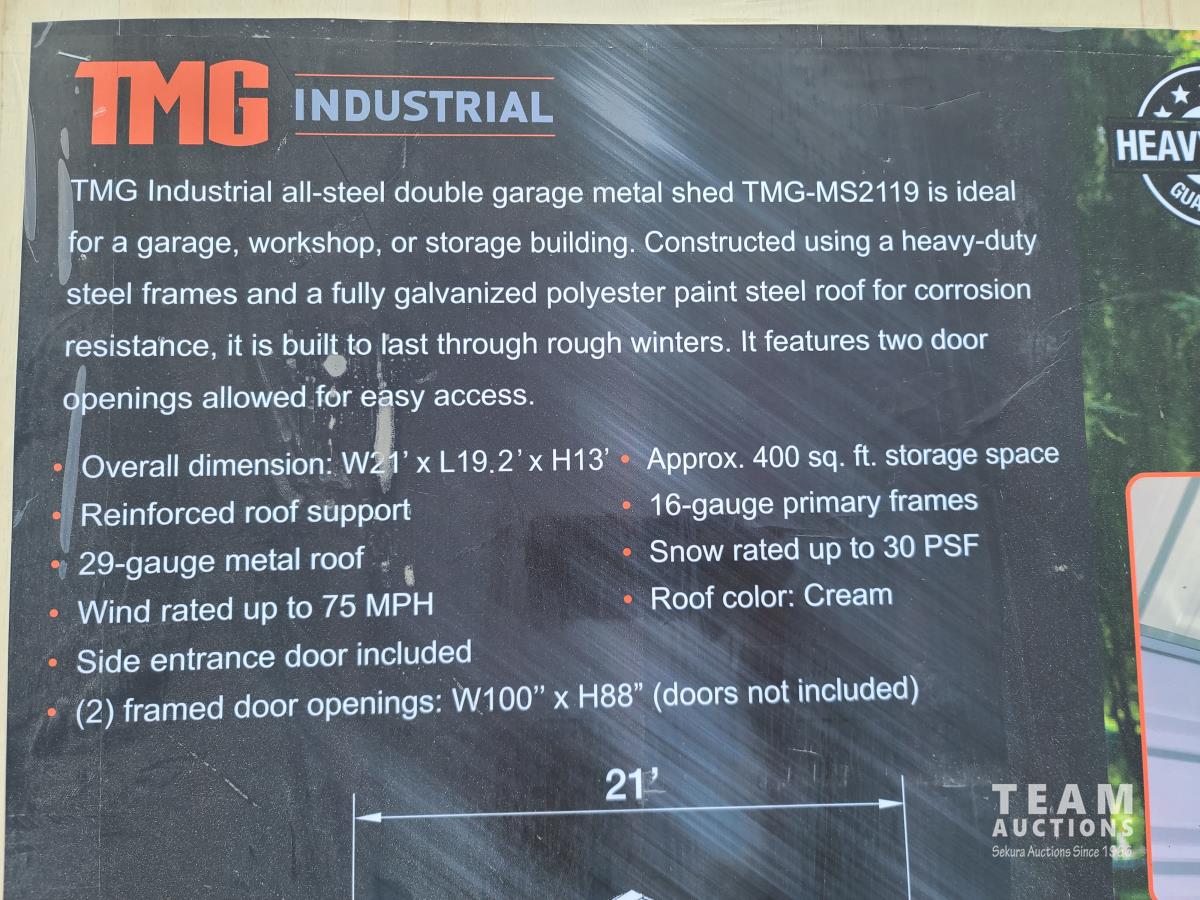 TMG INDUSTRIAL
TMG Industrial all-steel double garage metal shed TMG-MS2119 is ideal
for a garage, workshop, or storage building. Constructed using a heavy-duty
steel frames and a fully galvanized polyester paint steel roof for corrosion
resistance, it is built to last through rough winters. It features two door
openings allowed for easy access.
• Overall dimension: W21' x L19.2' x H13'
• Reinforced roof support
• 29-gauge metal roof
• Wind rated up to 75 MPH
• Side entrance door included
• (2) framed door openings: W100’’ x H88” (doors not included)
• Approx. 400 sq. ft. storage space
• 16-gauge primary frames
• Snow rated up to 30 PSF
• Roof color: Cream
21'
TEAM
AUCTIONS
Sekura Auctions Since 1966